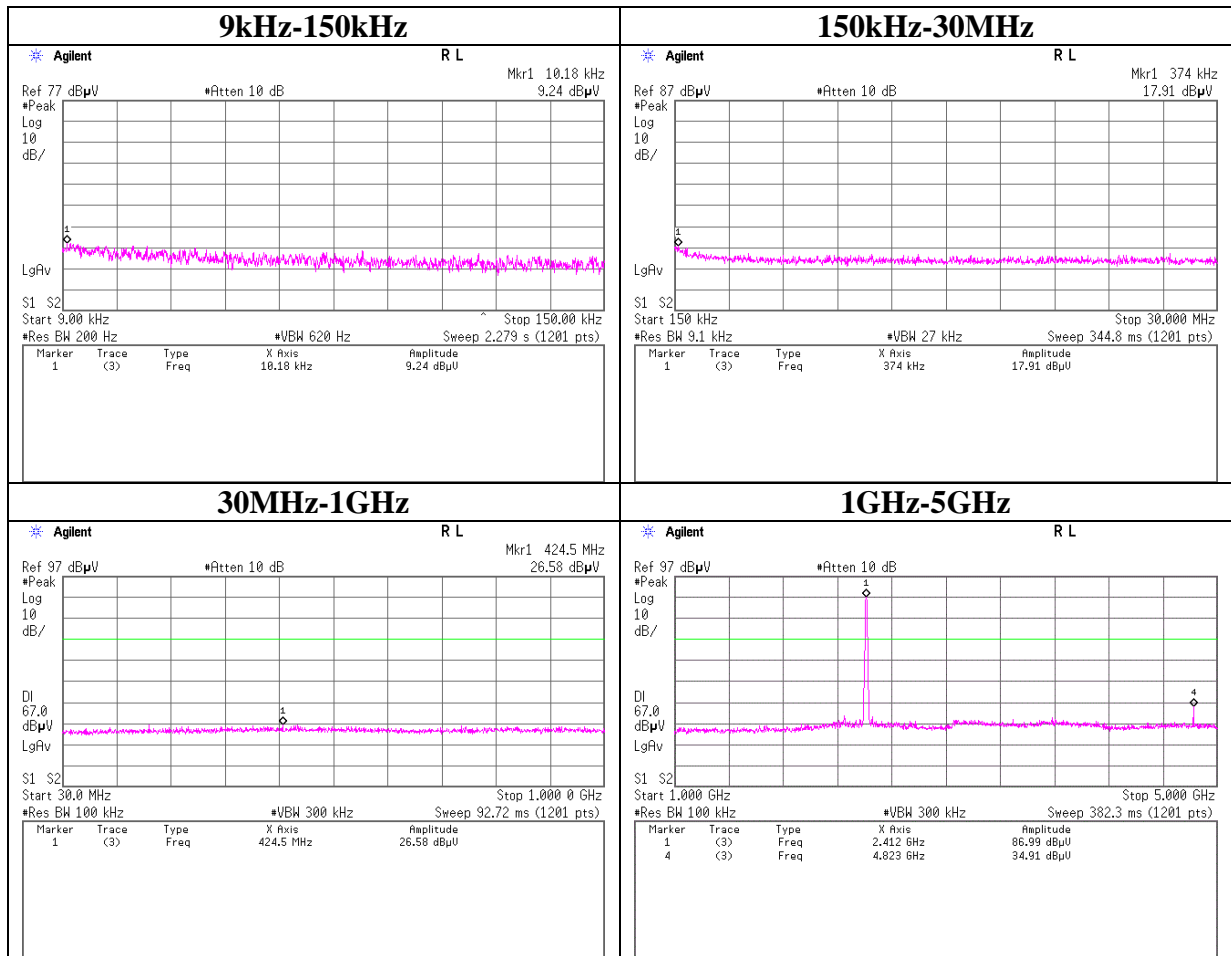 9kHz-150kHz
Agilent R L
Mkr1 10.18 kHz
Ref 77 dBµV #Atten 10 dB 9.24 dBµV
#Peak
Log
10
dB/
1
LgAv
S1 S2
Start 9.00 kHz ^ Stop 150.00 kHz
#Res BW 200 Hz #VBW 620 Hz Sweep 2.279 s (1201 pts)
Marker Trace Type X Axis Amplitude
1 (3) Freq 10.18 kHz 9.24 dBµV
150kHz-30MHz
Agilent R L
Mkr1 374 kHz
Ref 87 dBµV #Atten 10 dB 17.91 dBµV
#Peak
Log
10
dB/
1
LgAv
S1 S2
Start 150 kHz Stop 30.000 MHz
#Res BW 9.1 kHz #VBW 27 kHz Sweep 344.8 ms (1201 pts)
Marker Trace Type X Axis Amplitude
1 (3) Freq 374 kHz 17.91 dBµV
30MHz-1GHz
Agilent R L
Mkr1 424.5 MHz
Ref 97 dBµV #Atten 10 dB 26.58 dBµV
#Peak
Log
10
dB/
DI
67.0
dBµV
1
LgAv
S1 S2
Start 30.0 MHz Stop 1.000 0 GHz
#Res BW 100 kHz #VBW 300 kHz Sweep 92.72 ms (1201 pts)
Marker Trace Type X Axis Amplitude
1 (3) Freq 424.5 MHz 26.58 dBµV
1GHz-5GHz
Agilent R L
Ref 97 dBµV #Atten 10 dB
#Peak
1
Log
10
dB/
DI
4
67.0
dBµV
LgAv
S1 S2
Start 1.000 GHz Stop 5.000 GHz
#Res BW 100 kHz #VBW 300 kHz Sweep 382.3 ms (1201 pts)
Marker Trace Type X Axis Amplitude
1 (3) Freq 2.412 GHz 86.99 dBµV
4 (3) Freq 4.823 GHz 34.91 dBµV